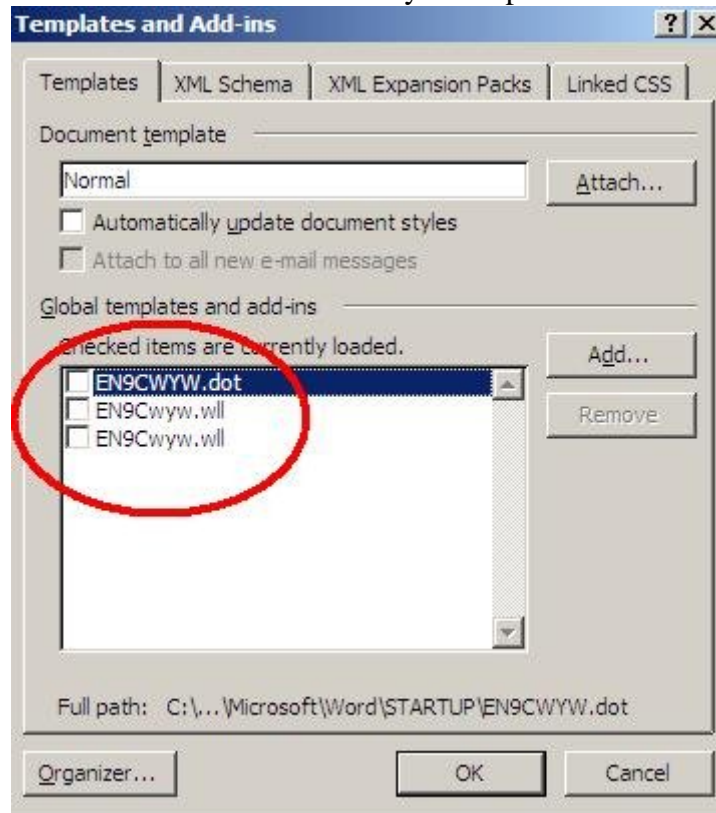 Templates and Add-ins ? X
Templates XML Schema XML Expansion Packs Linked CSS
Document template
Normal Attach...
Automatically update document styles
Attach to all new e-mail messages
Global templates and add-ins
Checked items are currently loaded.
Add...
EN9CWYW.dot
EN9Cwyw.wll Remove
EN9Cwyw.wll
Full path: C:\...\Microsoft\Word\STARTUP\EN9CWYW.dot
Organizer... OK Cancel